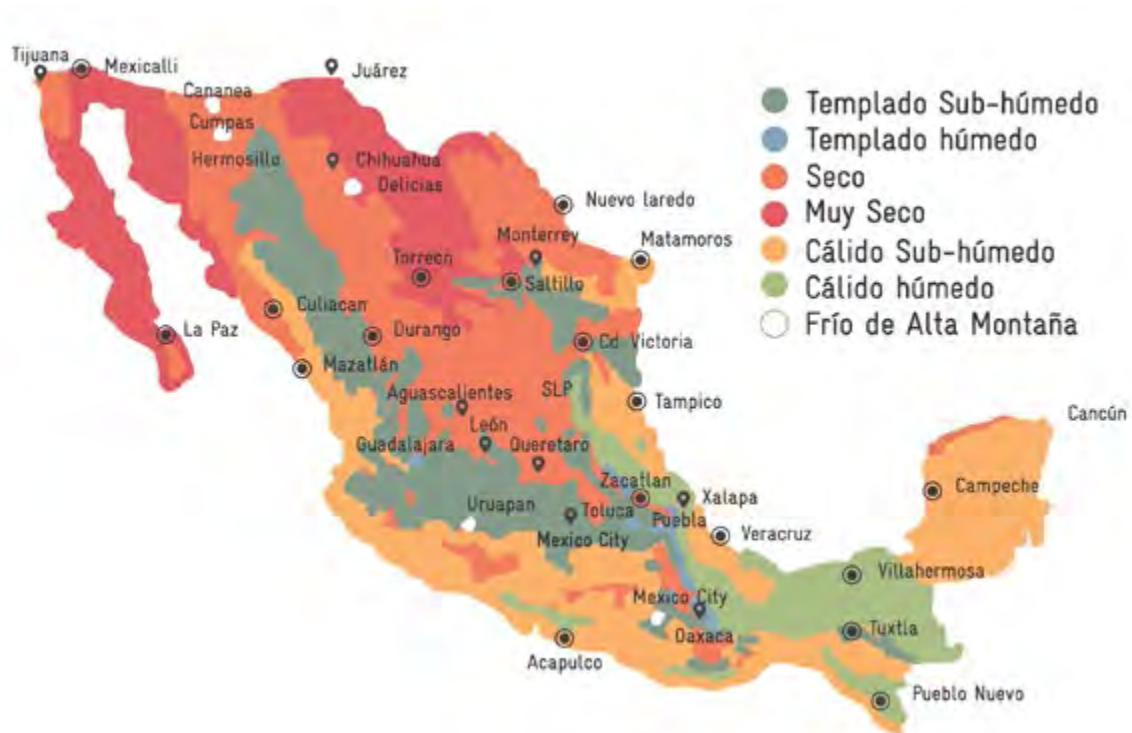 Tijuana
Mexicalli
Juárez
Cananea
Cumpas
Hermosillo
Chihuahua
Delicias
Nuevo laredo
Monterrey
Matamoros
Torreón
Saltillo
Culiacan
La Paz
Durango
Cd. Victoria
Mazatlán
Aguascalientes
SLP
Tampico
León
Guadalajara
Queretaro
Cancún
Zacatlan
Campeche
Uruapan
Toluca
Puebla
Xalapa
Mexico City
Veracruz
Villahermosa
Mexico City
Oaxaca
Tuxtla
Acapulco
Pueblo Nuevo
Templado Sub-húmedo
Templado húmedo
Seco
Muy Seco
Cálido Sub-húmedo
Cálido húmedo
Frío de Alta Montaña